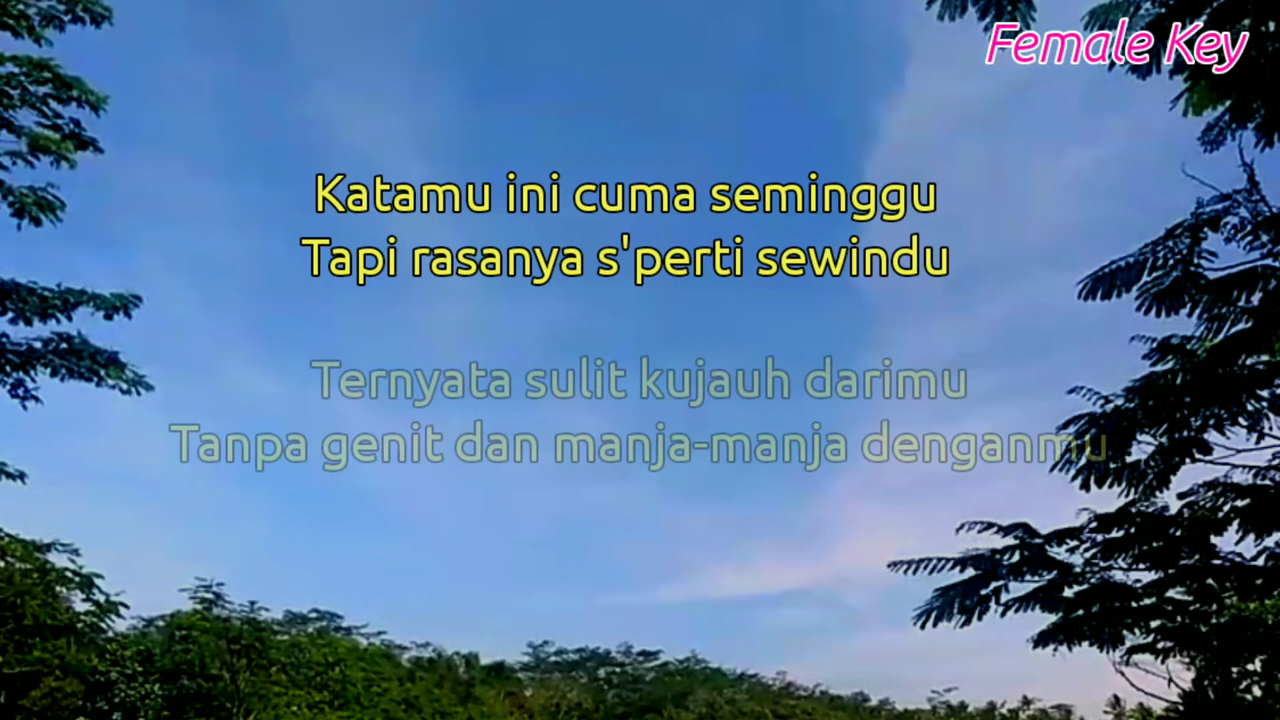 Female Key
Katamu ini cuma seminggu
Tapi rasanya s'perti sewindu
Ternyata sulit kujauh darimu
Tanpa genit dan manja-manja denganmu